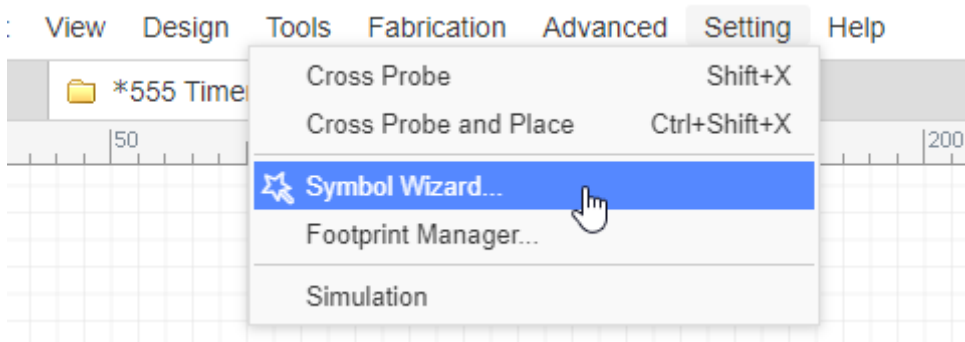 View Design Tools Fabrication Advanced Setting Help
*555 Timer
50 200
Cross Probe Shift+X
Cross Probe and Place Ctrl+Shift+X
Symbol Wizard...
Footprint Manager...
Simulation